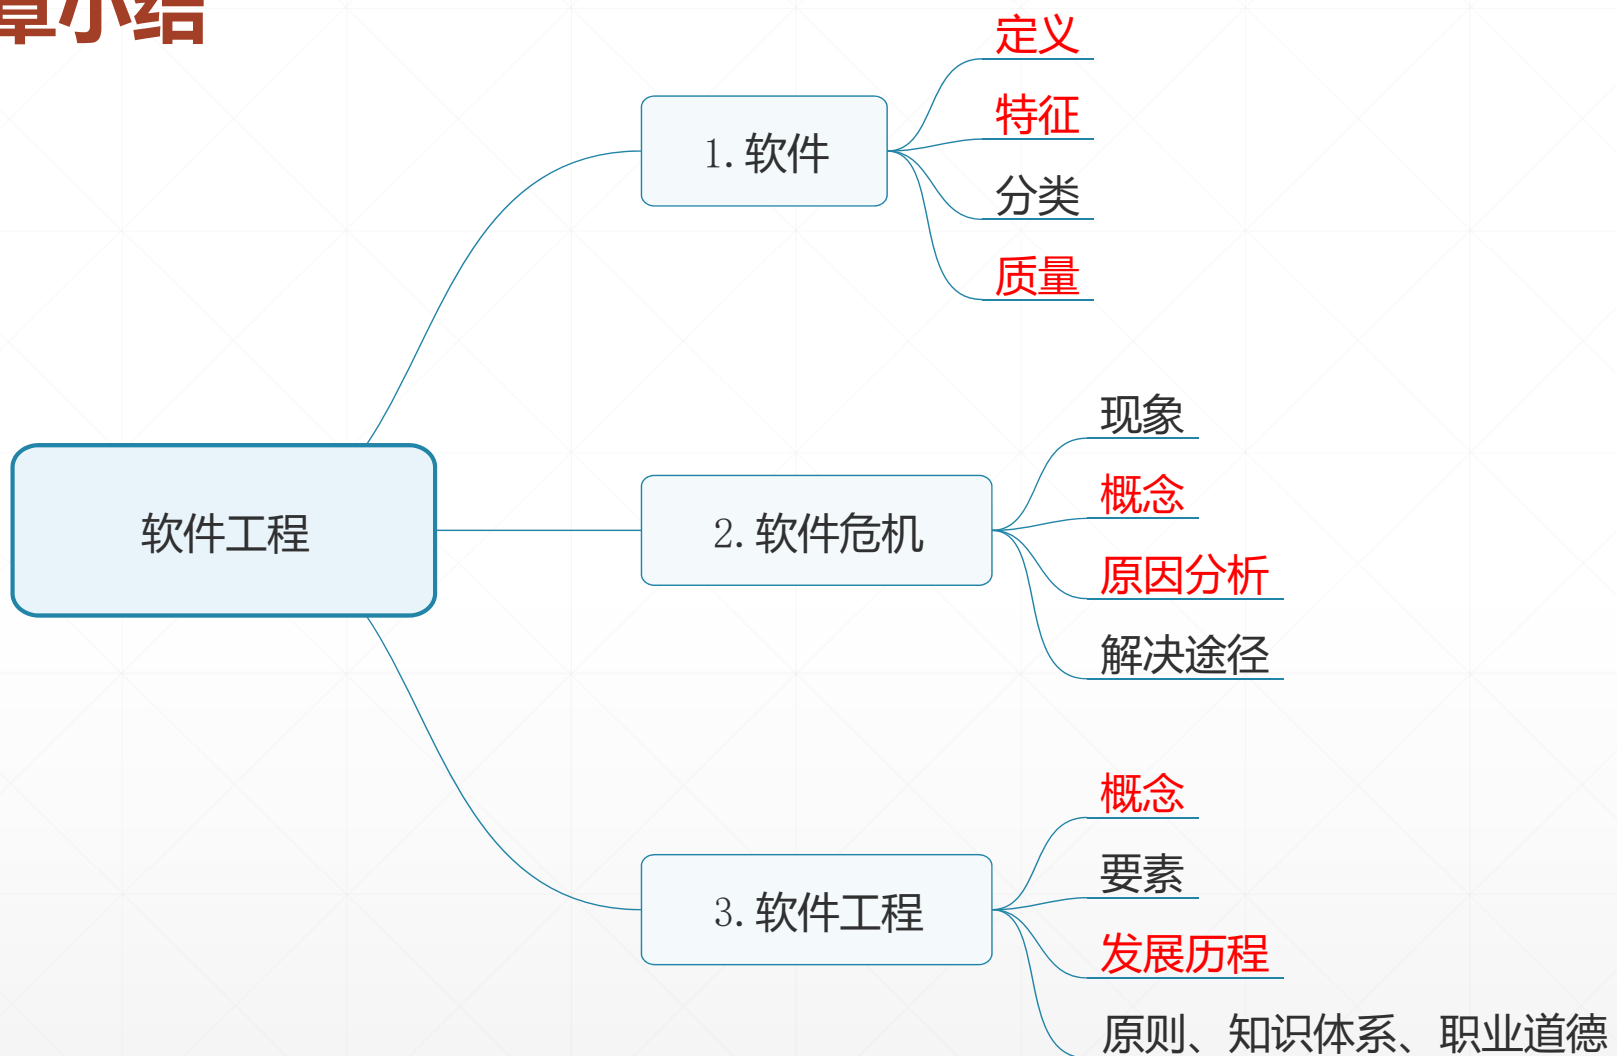 章小结
定义
特征
1.软件
分类
质量
现象
概念
软件工程
2.软件危机
原因分析
解决途径
概念
要素
3.软件工程
发展历程
原则、知识体系、职业道德